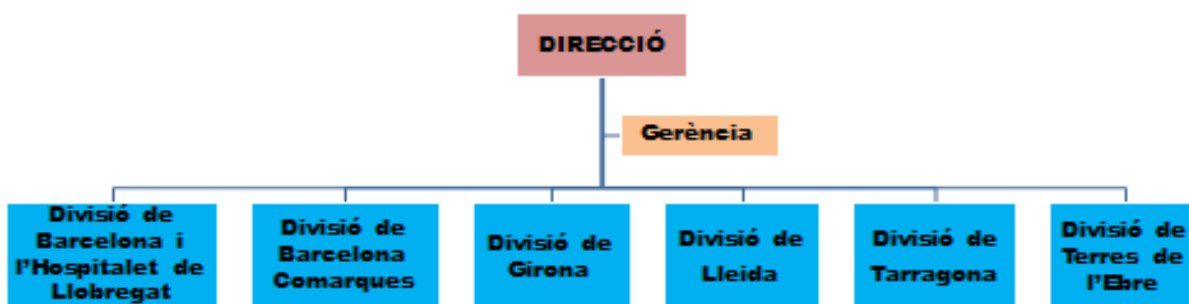 DIRECCIÓ
Gerència
Divisió de
Barcelona i
l'Hospitalet de
Llobregat
Divisió de
Barcelona
Comarques
Divisió de
Girona
Divisió de
Lleida
Divisió de
Tarragona
Divisió de
Terres de
l'Ebre